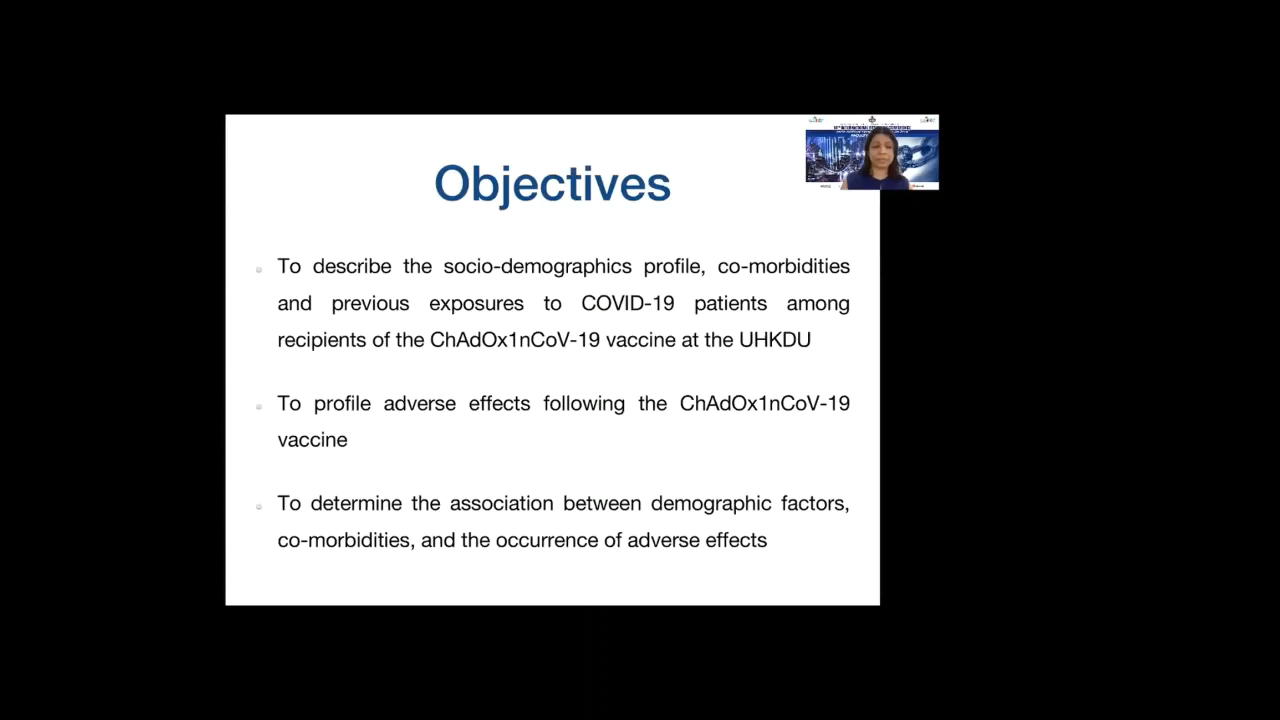 Objectives
To describe the socio-demographics profile, co-morbidities
and previous exposures to COVID-19 patients among
recipients of the ChAdOx1nCoV-19 vaccine at the UHKDU
To profile adverse effects following the ChAdOx1nCoV-19
vaccine
To determine the association between demographic factors,
co-morbidities, and the occurrence of adverse effects